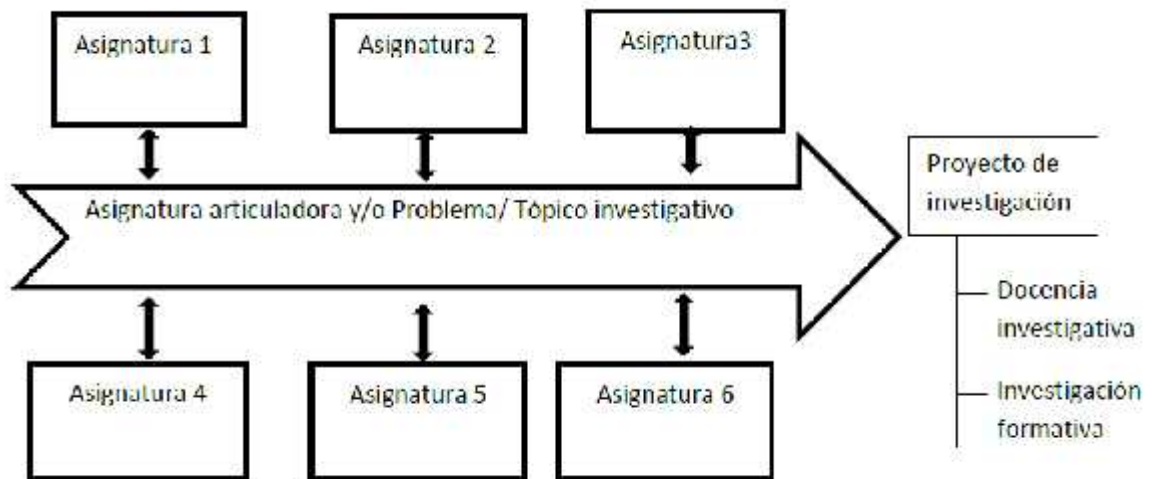 Asignatura 1
Asignatura 2
Asignatura3
Asignatura articuladora y/o Problema/ Tópico investigativo
Proyecto de
investigación
Docencia
investigativa
Investigación
formativa
Asignatura 4
Asignatura 5
Asignatura 6